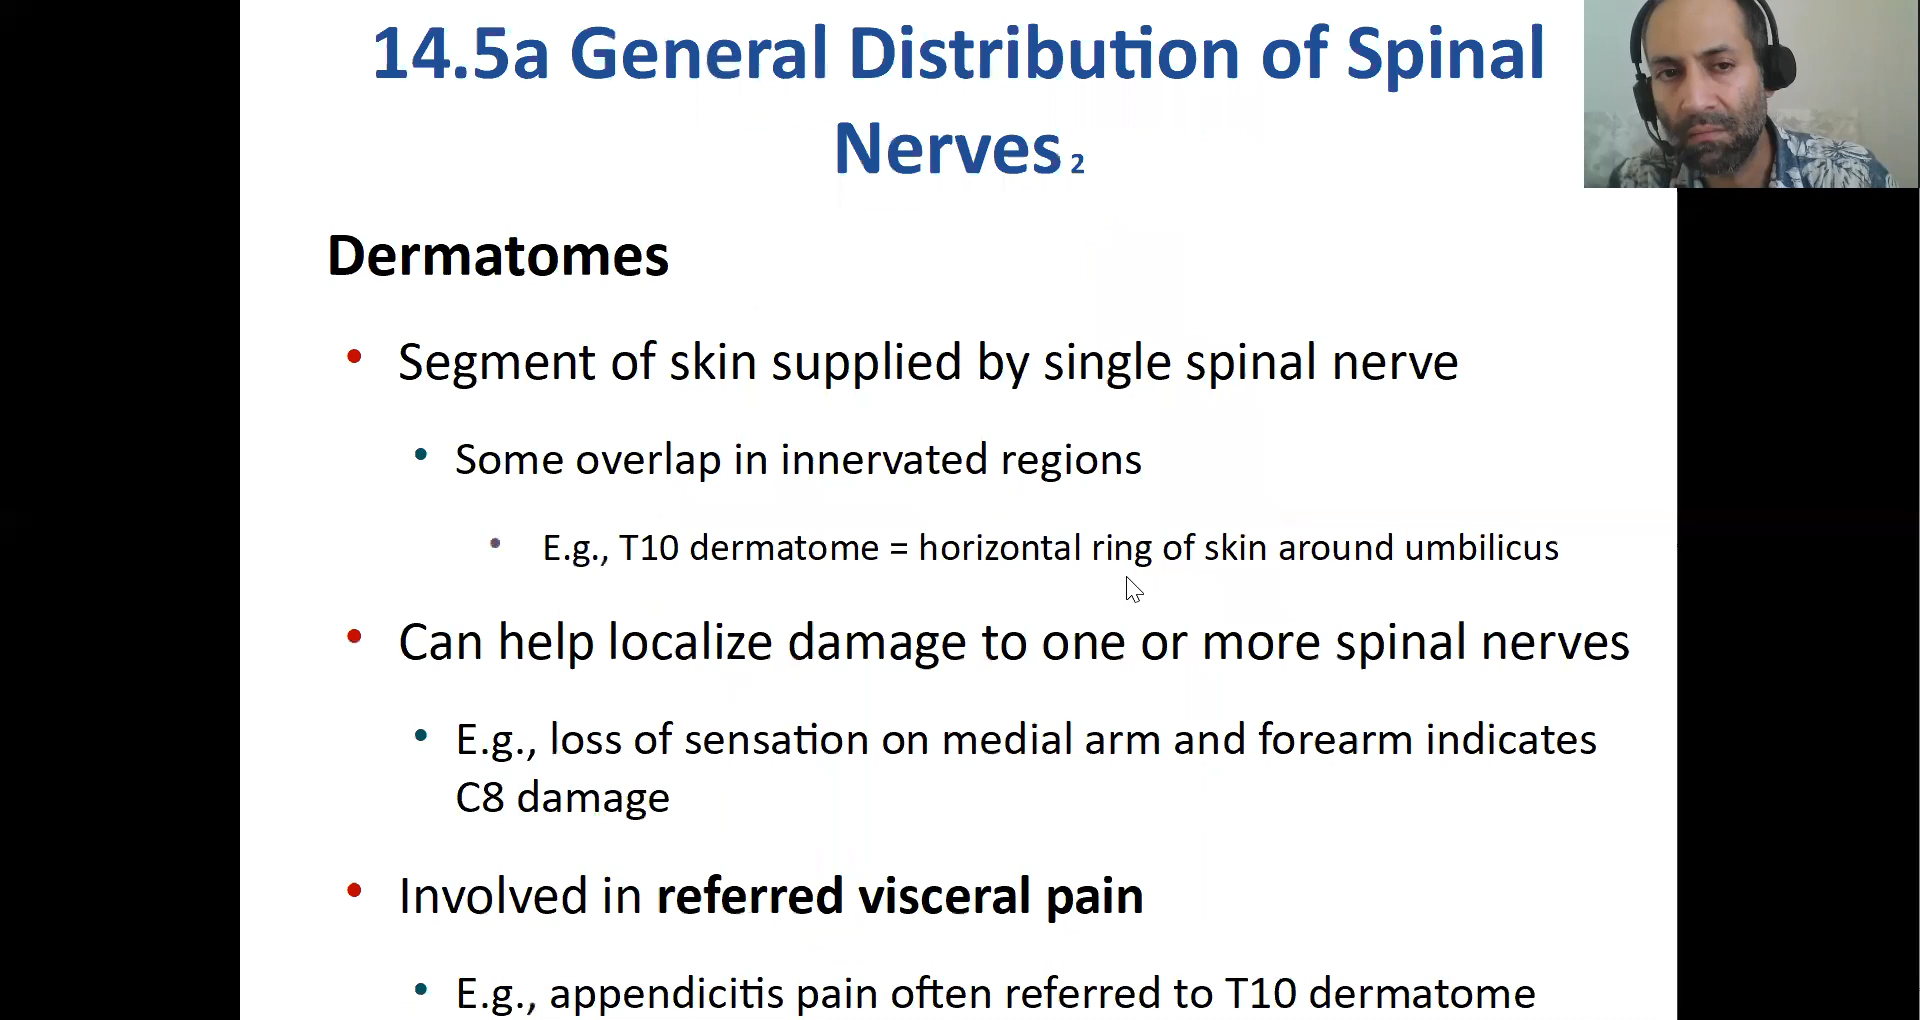 14.5a General Distribution of Spinal
Nerves 2
Dermatomes
• Segment of skin supplied by single spinal nerve
• Some overlap in innervated regions
• E.g., T10 dermatome = horizontal ring of skin around umbilicus
• Can help localize damage to one or more spinal nerves
• E.g., loss of sensation on medial arm and forearm indicates
C8 damage
• Involved in referred visceral pain
• E.g., appendicitis pain often referred to T10 dermatome